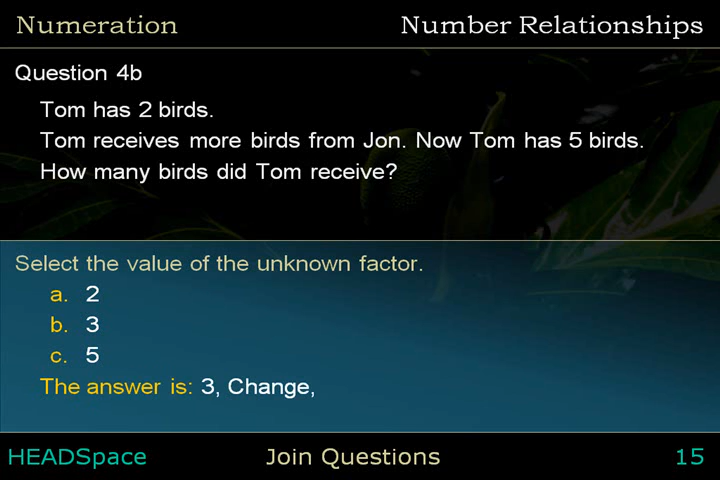 Numeration Number Relationships
Question 4b
Tom has 2 birds.
Tom receives more birds from Jon. Now Tom has 5 birds.
How many birds did Tom receive?
Select the value of the unknown factor.
a. 2
b. 3
c. 5
The answer is: 3, Change,
HEADSpace Join Questions 15